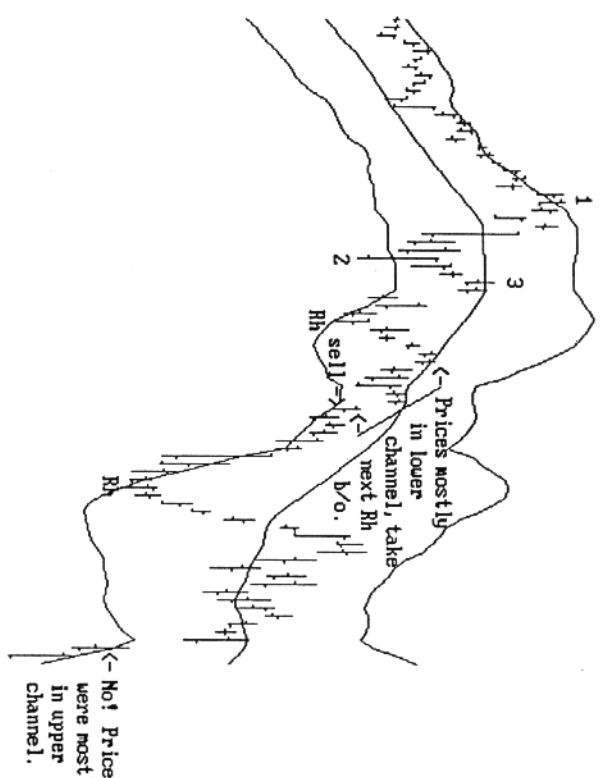 1
3
<- Prices mostly
in lower
channel, take
<- next Rh
b/o.
2
Rh sell =>
Rh
<- No! Price
were most
in upper
channel.